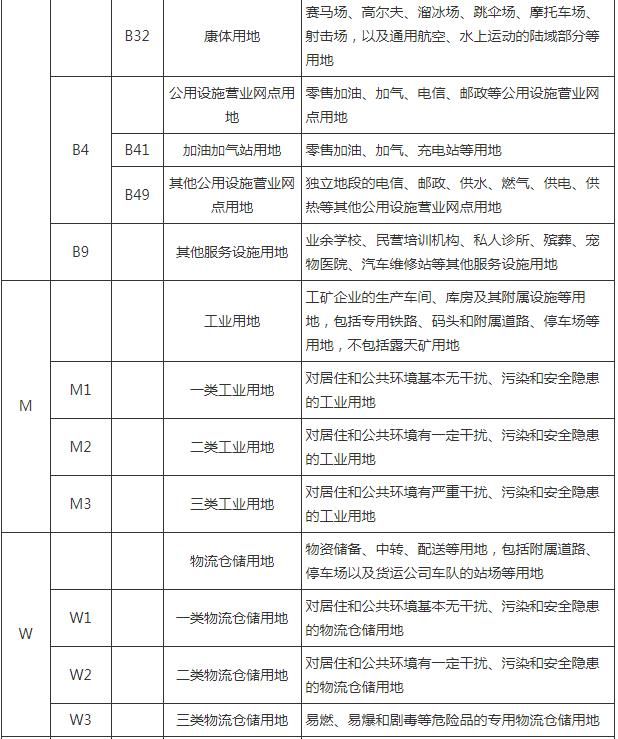 赛马场、高尔夫、溜冰场、跳伞场、摩托车场、
B32 康体用地 射击场，以及通用航空、水上运动的陆域部分等
用地
公用设施营业网点用
地
零售加油、加气、电信、邮政等公用设施营业网
点用地
B4
B41 加油加气站用地 零售加油、加气、充电站等用地
B49
其他公用设施营业网
点用地
独立地段的电信、邮政、供水、燃气、供电、供
热等其他公用设施营业网点用地
B9 其他服务设施用地
业余学校、民营培训机构、私人诊所、殡葬、宠
物医院、汽车维修站等其他服务设施用地
M
工业用地
工矿企业的生产车间、库房及其附属设施等用
地，包括专用铁路、码头和附属道路、停车场等
用地，不包括露天矿用地
M1 一类工业用地
对居住和公共环境基本无干扰、污染和安全隐患
的工业用地
M2 二类工业用地
对居住和公共环境有一定干扰、污染和安全隐患
的工业用地
M3 三类工业用地
对居住和公共环境有严重干扰、污染和安全隐患
的工业用地
W
物流仓储用地
物资储备、中转、配送等用地，包括附属道路、
停车场以及货运公司车队的站场等用地
W1 一类物流仓储用地
对居住和公共环境基本无干扰、污染和安全隐患
的物流仓储用地
W2 二类物流仓储用地
对居住和公共环境有一定干扰、污染和安全隐患
的物流仓储用地
W3 三类物流仓储用地 易燃、易爆和剧毒等危险品的专用物流仓储用地